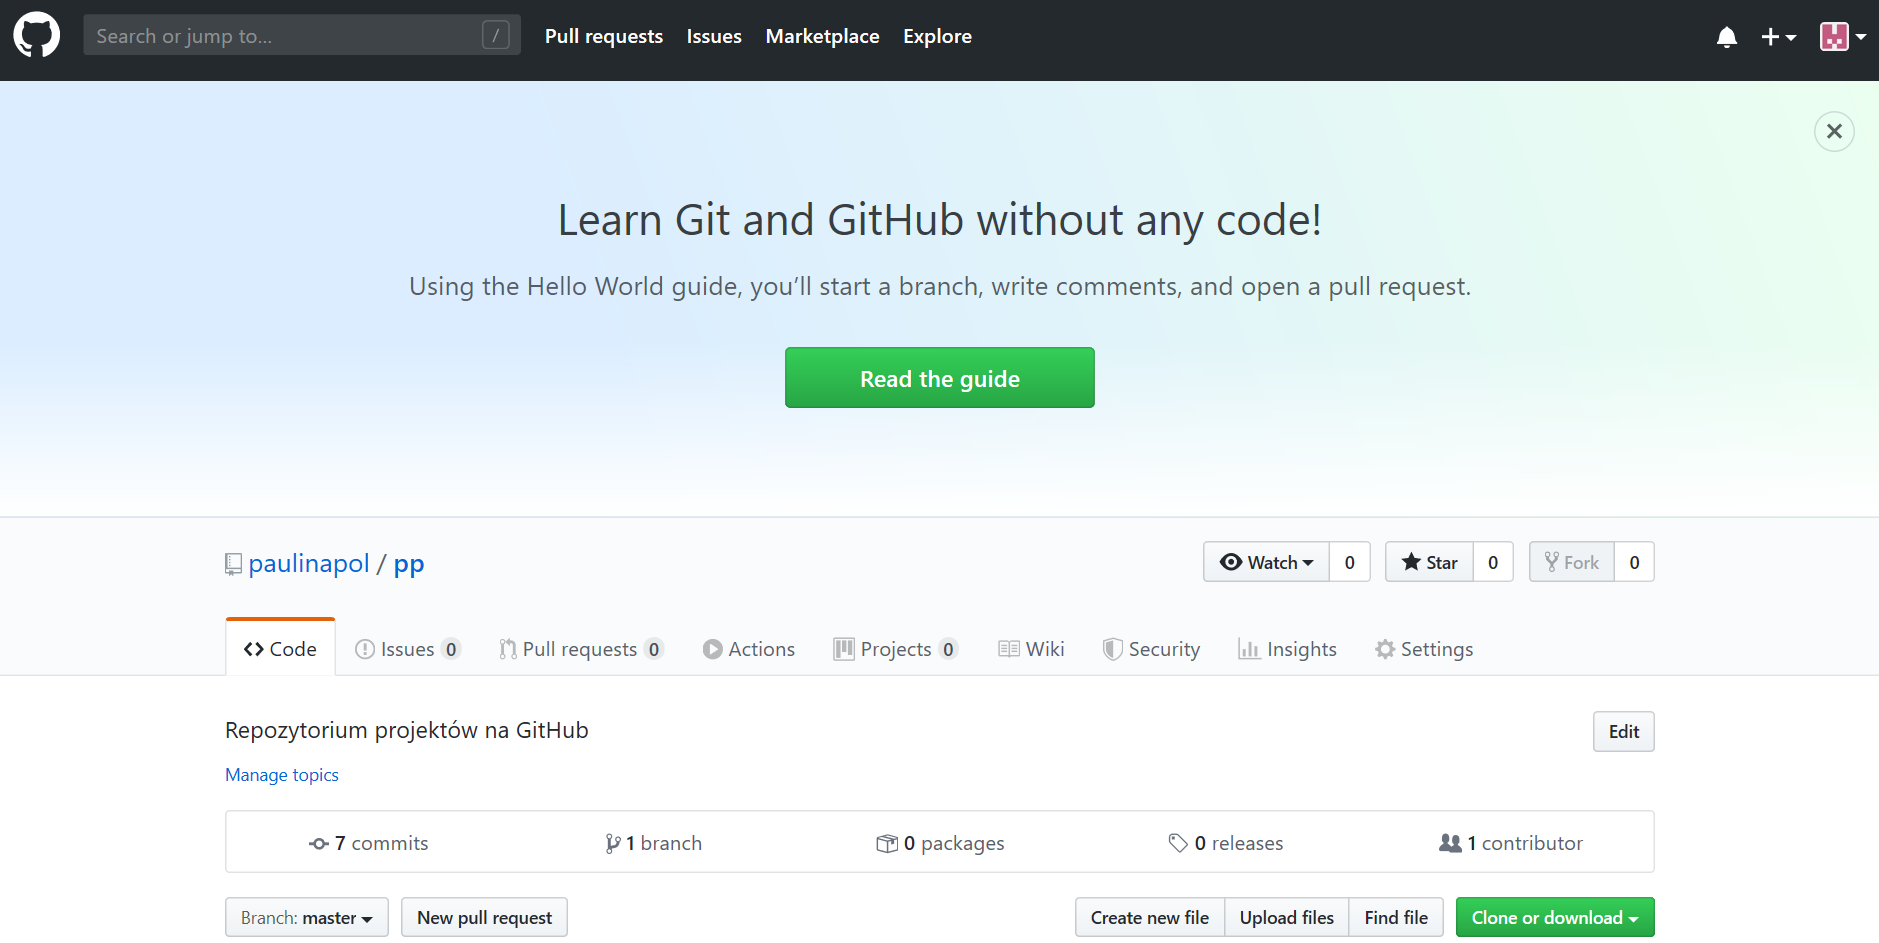 Search or jump to... / Pull requests Issues Marketplace Explore
Learn Git and GitHub without any code!
Using the Hello World guide, you’ll start a branch, write comments, and open a pull request.
Read the guide
paulinapol / pp Watch 0 Star 0 Fork 0
Code Issues 0 Pull requests 0 Actions Projects 0 Wiki Security Insights Settings
Repozytorium projektów na GitHub Edit
Manage topics
7 commits 1 branch 0 packages 0 releases 1 contributor
Branch: master New pull request Create new file Upload files Find file Clone or download